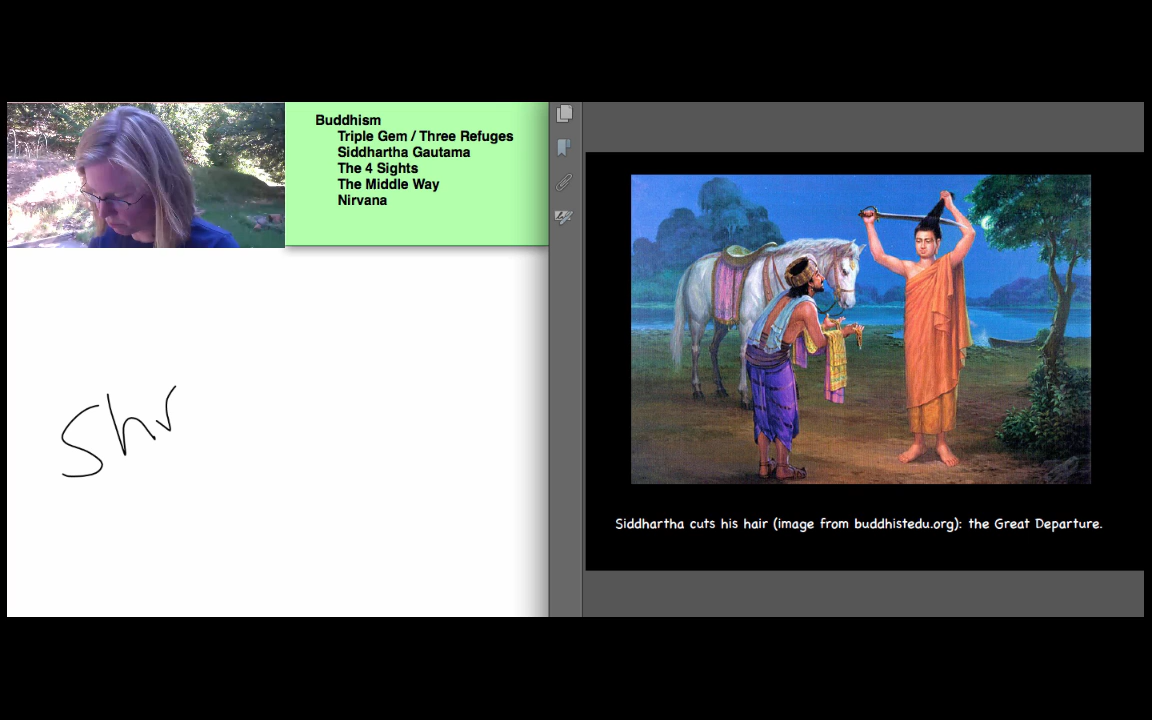 Buddhism
Triple Gem / Three Refuges
Siddhartha Gautama
The 4 Sights
The Middle Way
Nirvana
Shr
Siddhartha cuts his hair (image from buddhistedu.org): the Great Departure.